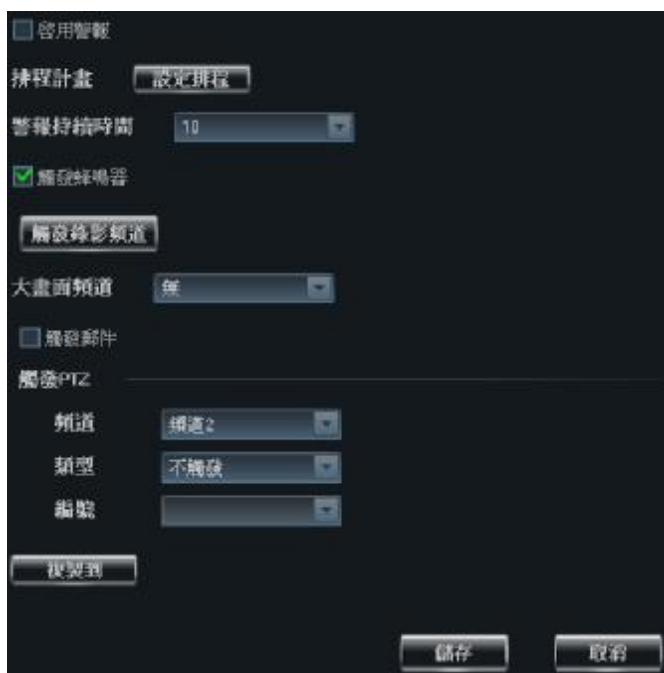 啓用警報
排程計畫 設定排程
警報持續時間 10
觸發蜂鳴器
觸發錄影頻道
大畫面頻道 無
觸發郵件
觸發PTZ
頻道 頻道2
類型 不觸發
編號
複製到
儲存 取消